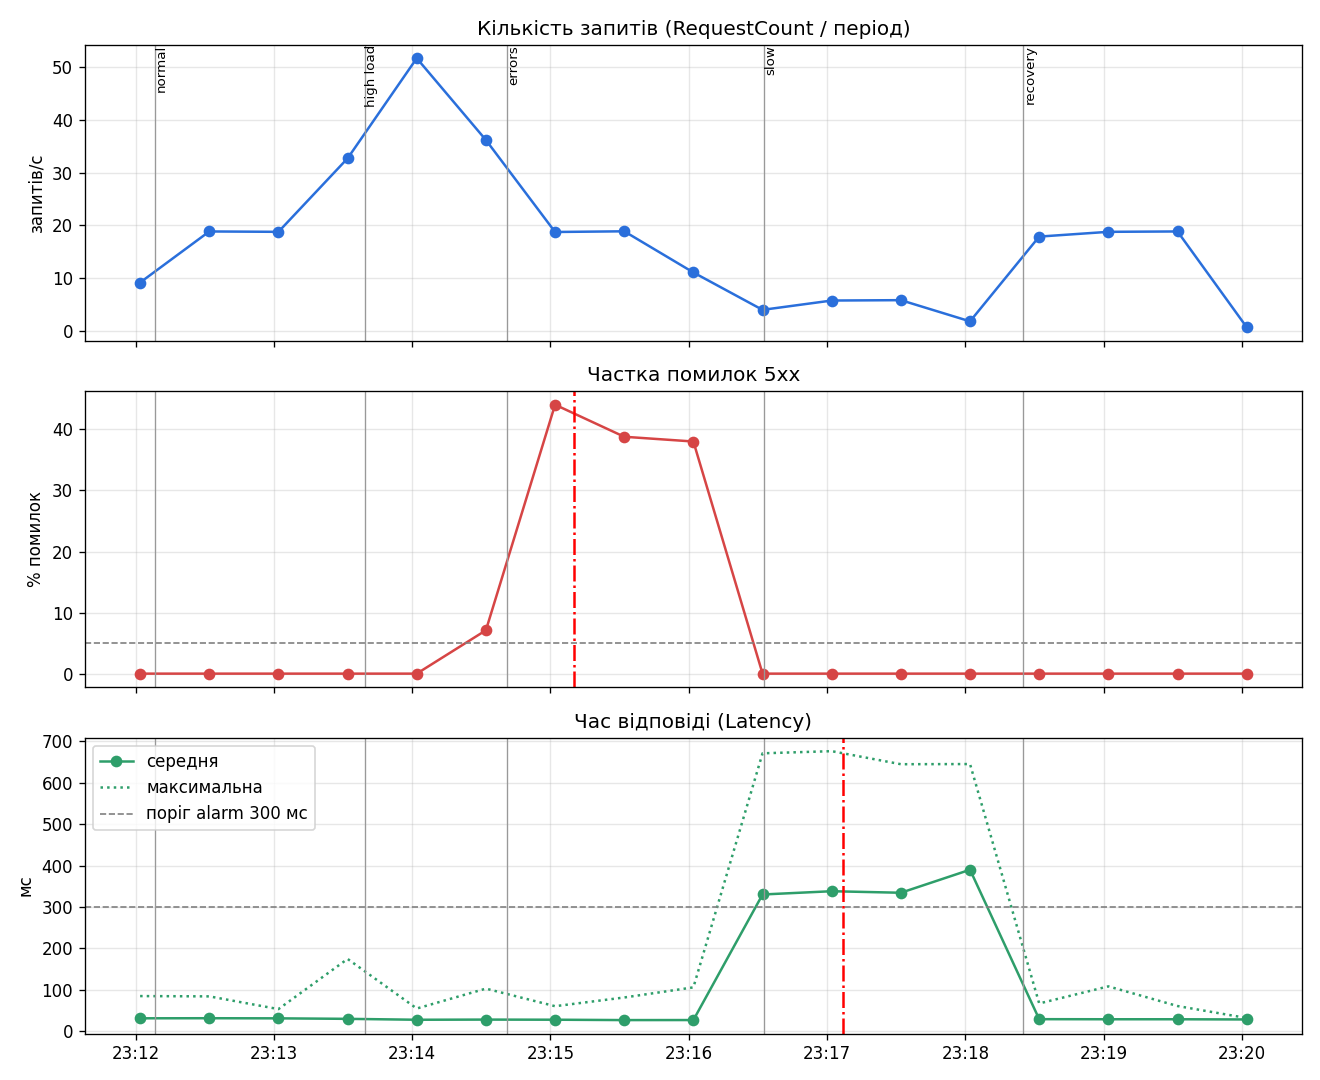 Кількість запитів (RequestCount / період)
запитів/с
50
40
30
20
10
0
normal
high load
errors
slow
recovery
Частка помилок 5xx
% помилок
40
30
20
10
0
Час відповіді (Latency)
мс
700
600
500
400
300
200
100
0
середня
максимальна
поріг alarm 300 мс
23:12 23:13 23:14 23:15 23:16 23:17 23:18 23:19 23:20